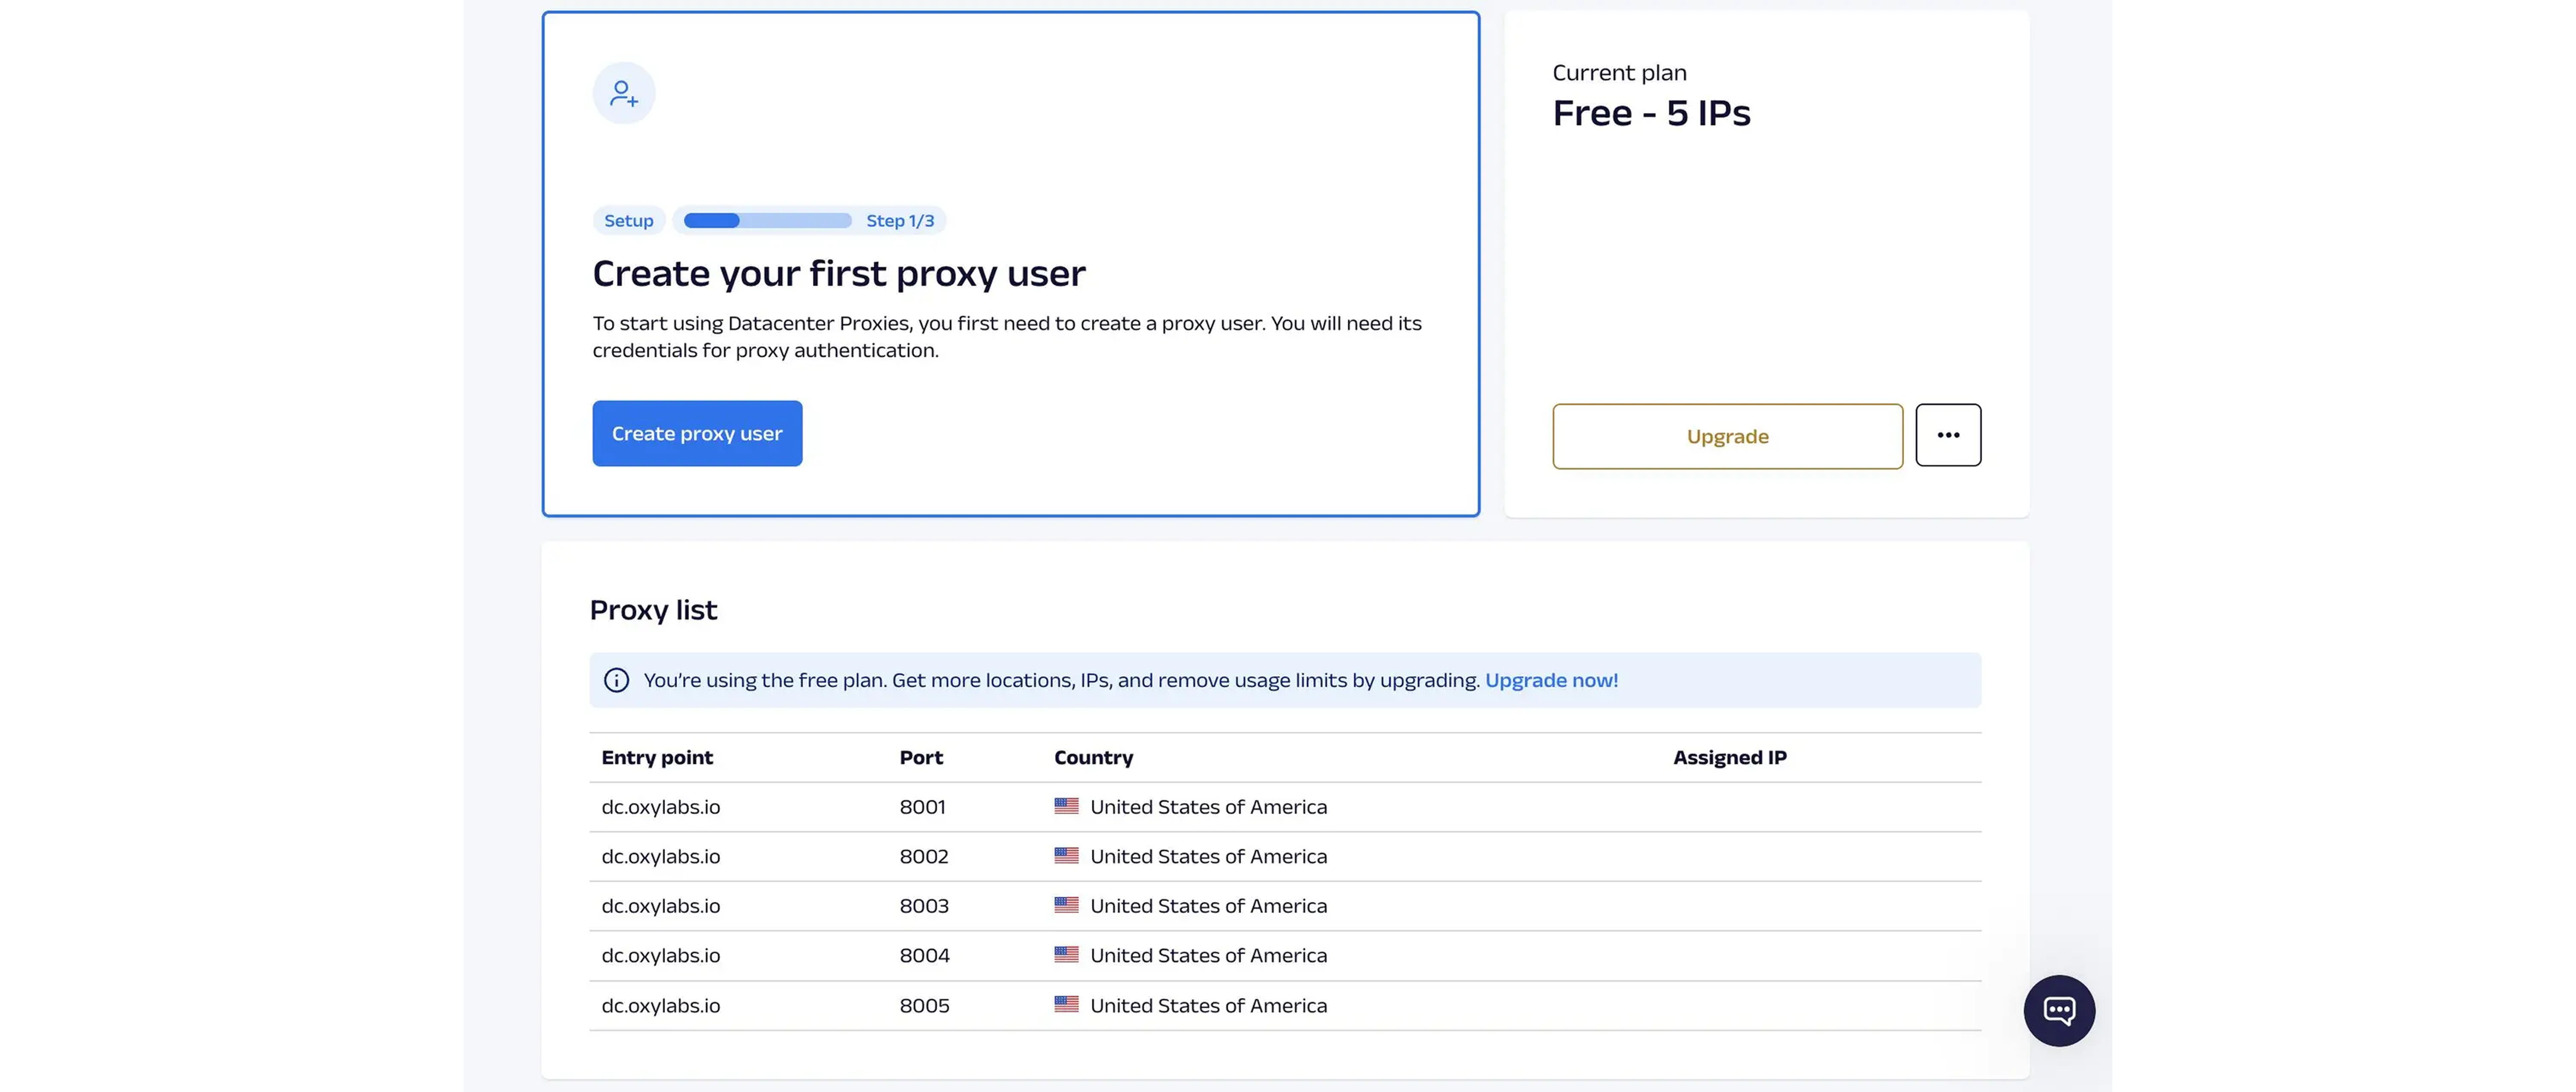 Setup
Step 1/3
Create your first proxy user
To start using Datacenter Proxies, you first need to create a proxy user. You will need its
credentials for proxy authentication.
Create proxy user
Current plan
Free - 5 IPs
Upgrade
Proxy list
You're using the free plan. Get more locations, IPs, and remove usage limits by upgrading. Upgrade now!
Entry point Port Country Assigned IP
dc.oxylabs.io 8001 United States of America
dc.oxylabs.io 8002 United States of America
dc.oxylabs.io 8003 United States of America
dc.oxylabs.io 8004 United States of America
dc.oxylabs.io 8005 United States of America